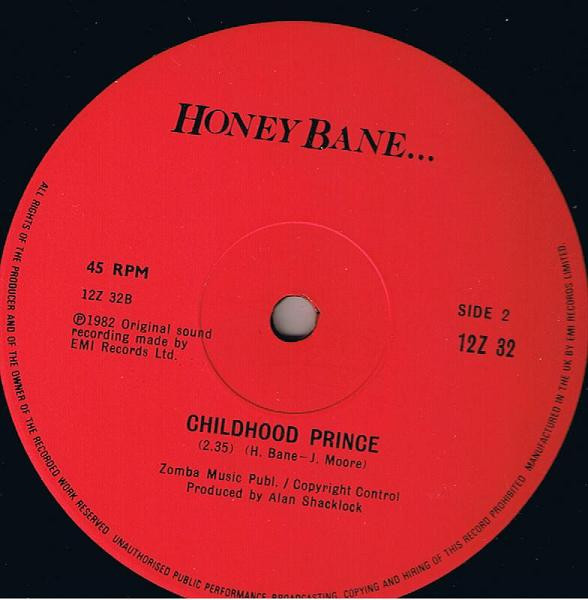 HONEY BANE...
45 RPM
12Z 32B
℗1982 Original sound
recording made by
EMI Records Ltd.
SIDE 2
12Z 32
CHILDHOOD PRINCE
(2.35) (H. Bane–J. Moore)
Zomba Music Publ. / Copyright Control
Produced by Alan Shacklock
ALL RIGHTS OF THE PRODUCER AND OF THE OWNER OF THE RECORDED WORK RESERVED. UNAUTHORISED PUBLIC PERFORMANCE BROADCASTING, COPYING AND HIRING OF THIS RECORD PROHIBITED. MANUFACTURED IN THE UK BY EMI RECORDS LIMITED.